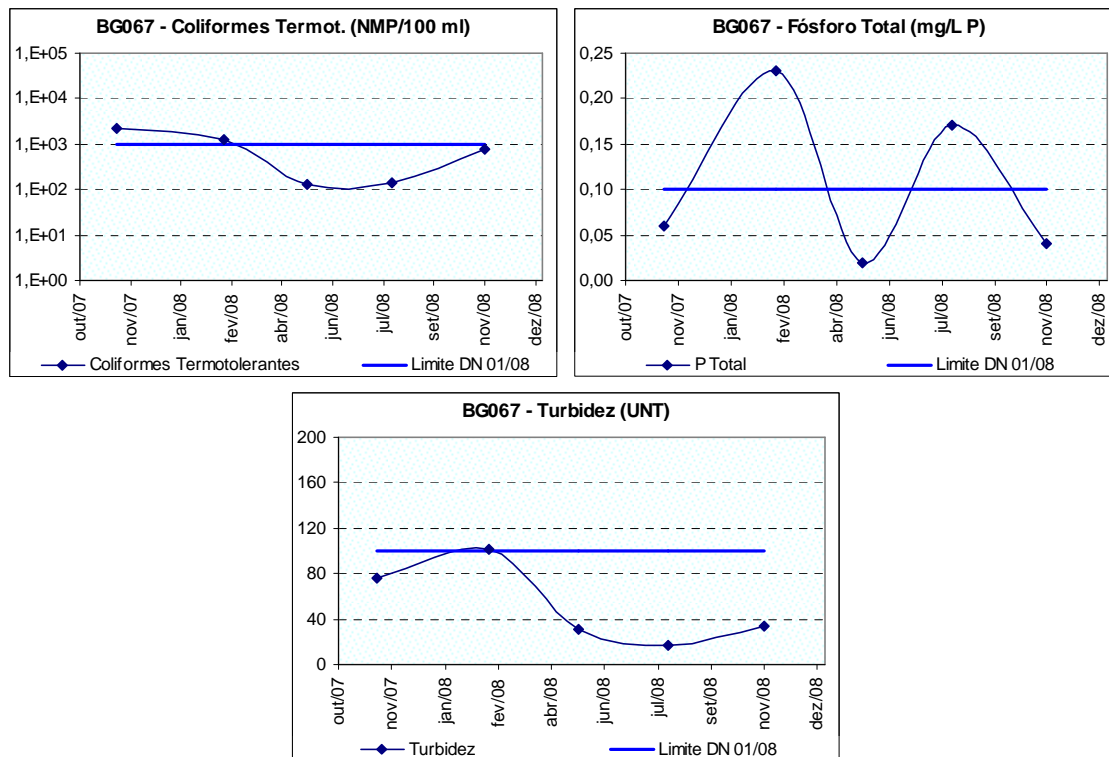 BG067 - Coliformes Termot. (NMP/100 ml)
1,E+05
1,E+04
1,E+03
1,E+02
1,E+01
1,E+00
out/07
nov/07
jan/08
fev/08
abr/08
jun/08
jul/08
set/08
nov/08
dez/08
Coliformes Termotolerantes
Limite DN 01/08
BG067 - Fósforo Total (mg/L P)
0,25
0,20
0,15
0,10
0,05
0,00
out/07
nov/07
jan/08
fev/08
abr/08
jun/08
jul/08
set/08
nov/08
dez/08
P Total
Limite DN 01/08
BG067 - Turbidez (UNT)
200
160
120
80
40
0
out/07
nov/07
jan/08
fev/08
abr/08
jun/08
jul/08
set/08
nov/08
dez/08
Turbidez
Limite DN 01/08